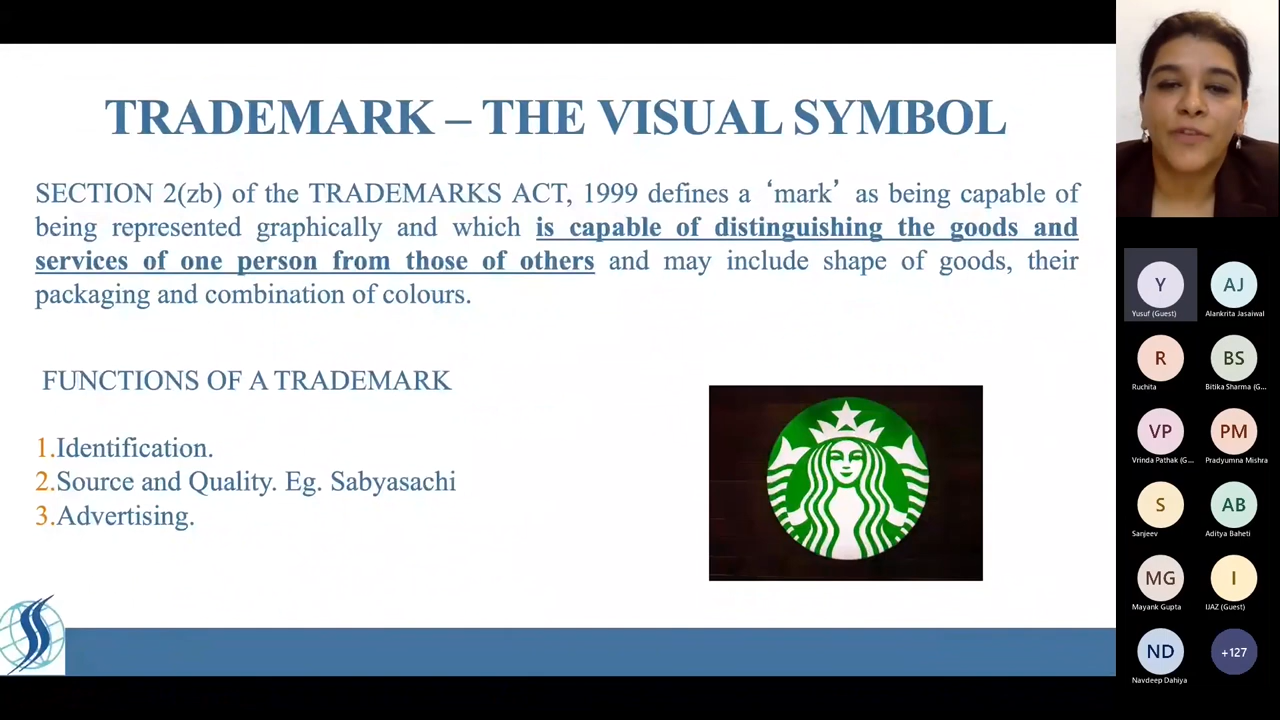 TRADEMARK – THE VISUAL SYMBOL
SECTION 2(zb) of the TRADEMARKS ACT, 1999 defines a ‘mark’ as being capable of
being represented graphically and which is capable of distinguishing the goods and
services of one person from those of others and may include shape of goods, their
packaging and combination of colours.
FUNCTIONS OF A TRADEMARK
1.Identification.
2.Source and Quality. Eg. Sabyasachi
3.Advertising.
Y
Yusuf (Guest)
AJ
Alankrita Jasaiwal
R
Ruchita
BS
Bitika Sharma (G...
VP
Vrinda Pathak (G...
PM
Pradyumna Mishra
S
Sanjeev
AB
Aditya Baheti
MG
Mayank Gupta
I
IJAZ (Guest)
ND
Navdeep Dahiya
+127